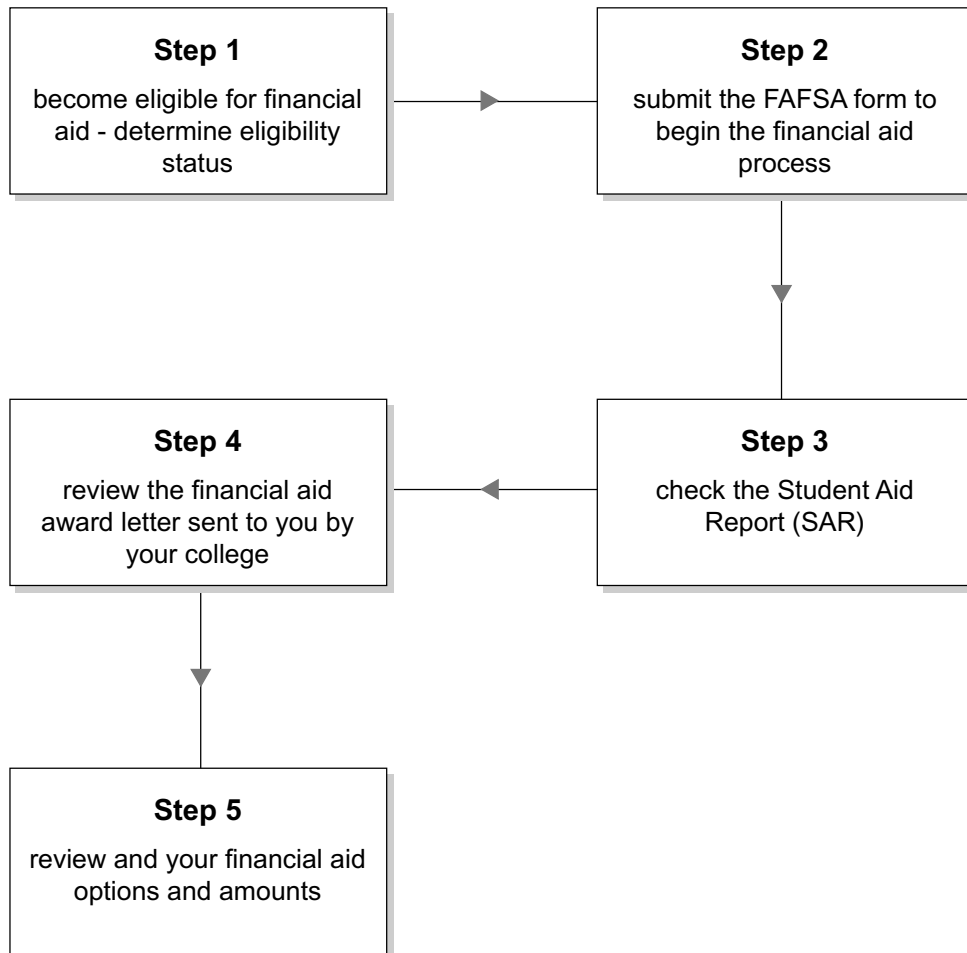 Step 1
become eligible for financial
aid - determine eligibility
status
Step 2
submit the FAFSA form to
begin the financial aid
process
Step 3
check the Student Aid
Report (SAR)
Step 4
review the financial aid
award letter sent to you by
your college
Step 5
review and your financial aid
options and amounts